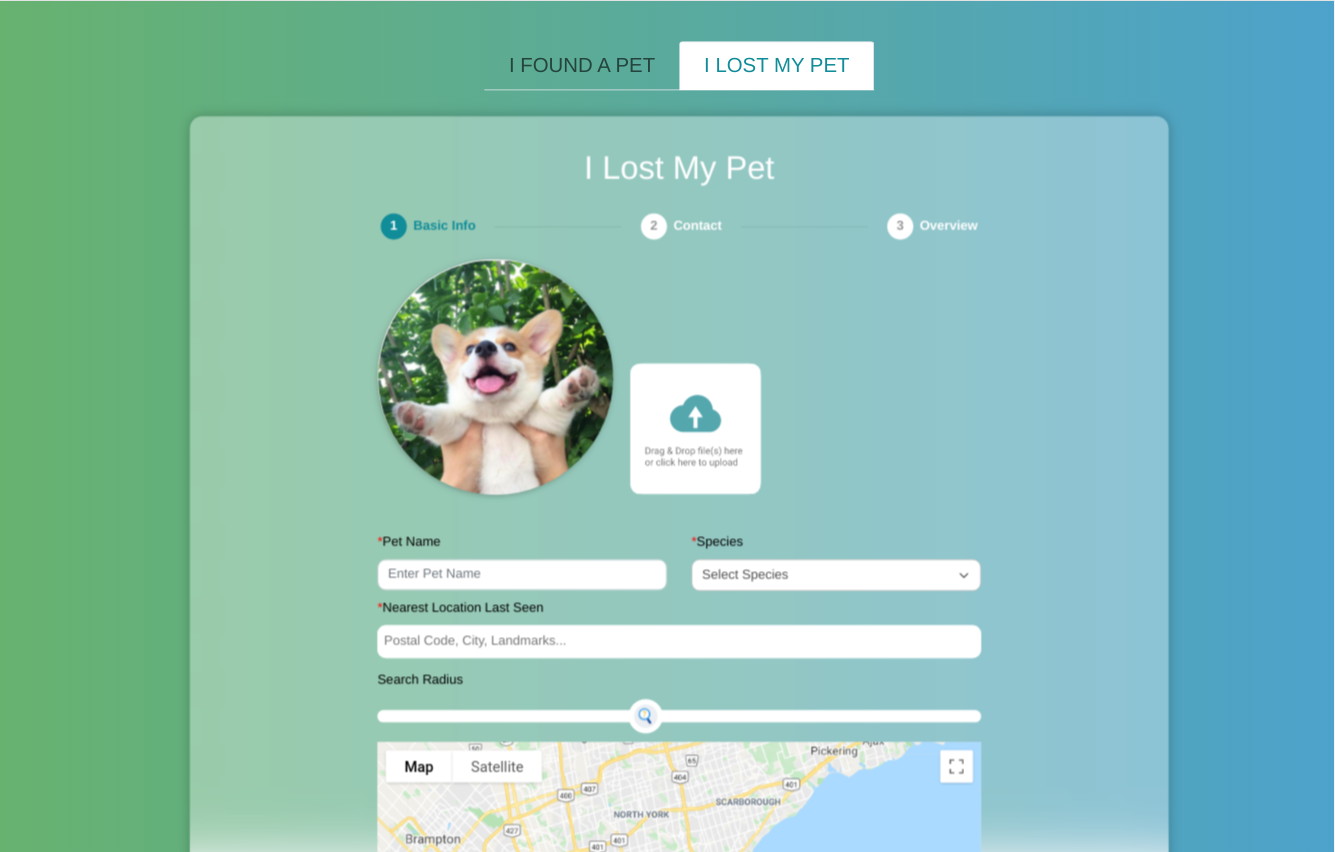 I FOUND A PET
I LOST MY PET
I Lost My Pet
1 Basic Info
2 Contact
3 Overview
Drag & Drop file(s) here
or click here to upload
*Pet Name
*Species
Enter Pet Name
Select Species
*Nearest Location Last Seen
Postal Code, City, Landmarks...
Search Radius
Map
Satellite
Pickering
Ajax
404
401
407
400
SCARBOROUGH
NORTH YORK
427
401
401
Brampton